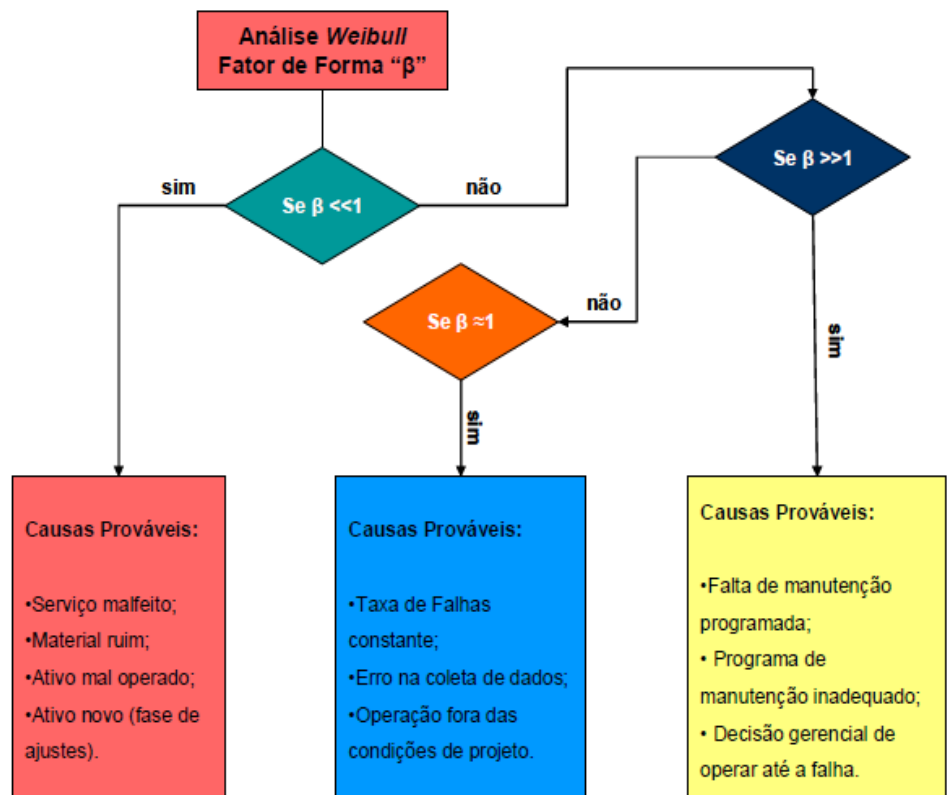 Análise Weibull
Fator de Forma “β”
Se β <<1
sim
não
Se β >>1
não
sim
Se β ≈1
sim
Causas Prováveis:
•Serviço malfeito;
•Material ruim;
•Ativo mal operado;
•Ativo novo (fase de
ajustes).
Causas Prováveis:
•Taxa de Falhas
constante;
•Erro na coleta de dados;
•Operação fora das
condições de projeto.
Causas Prováveis:
•Falta de manutenção
programada;
• Programa de
manutenção inadequado;
• Decisão gerencial de
operar até a falha.